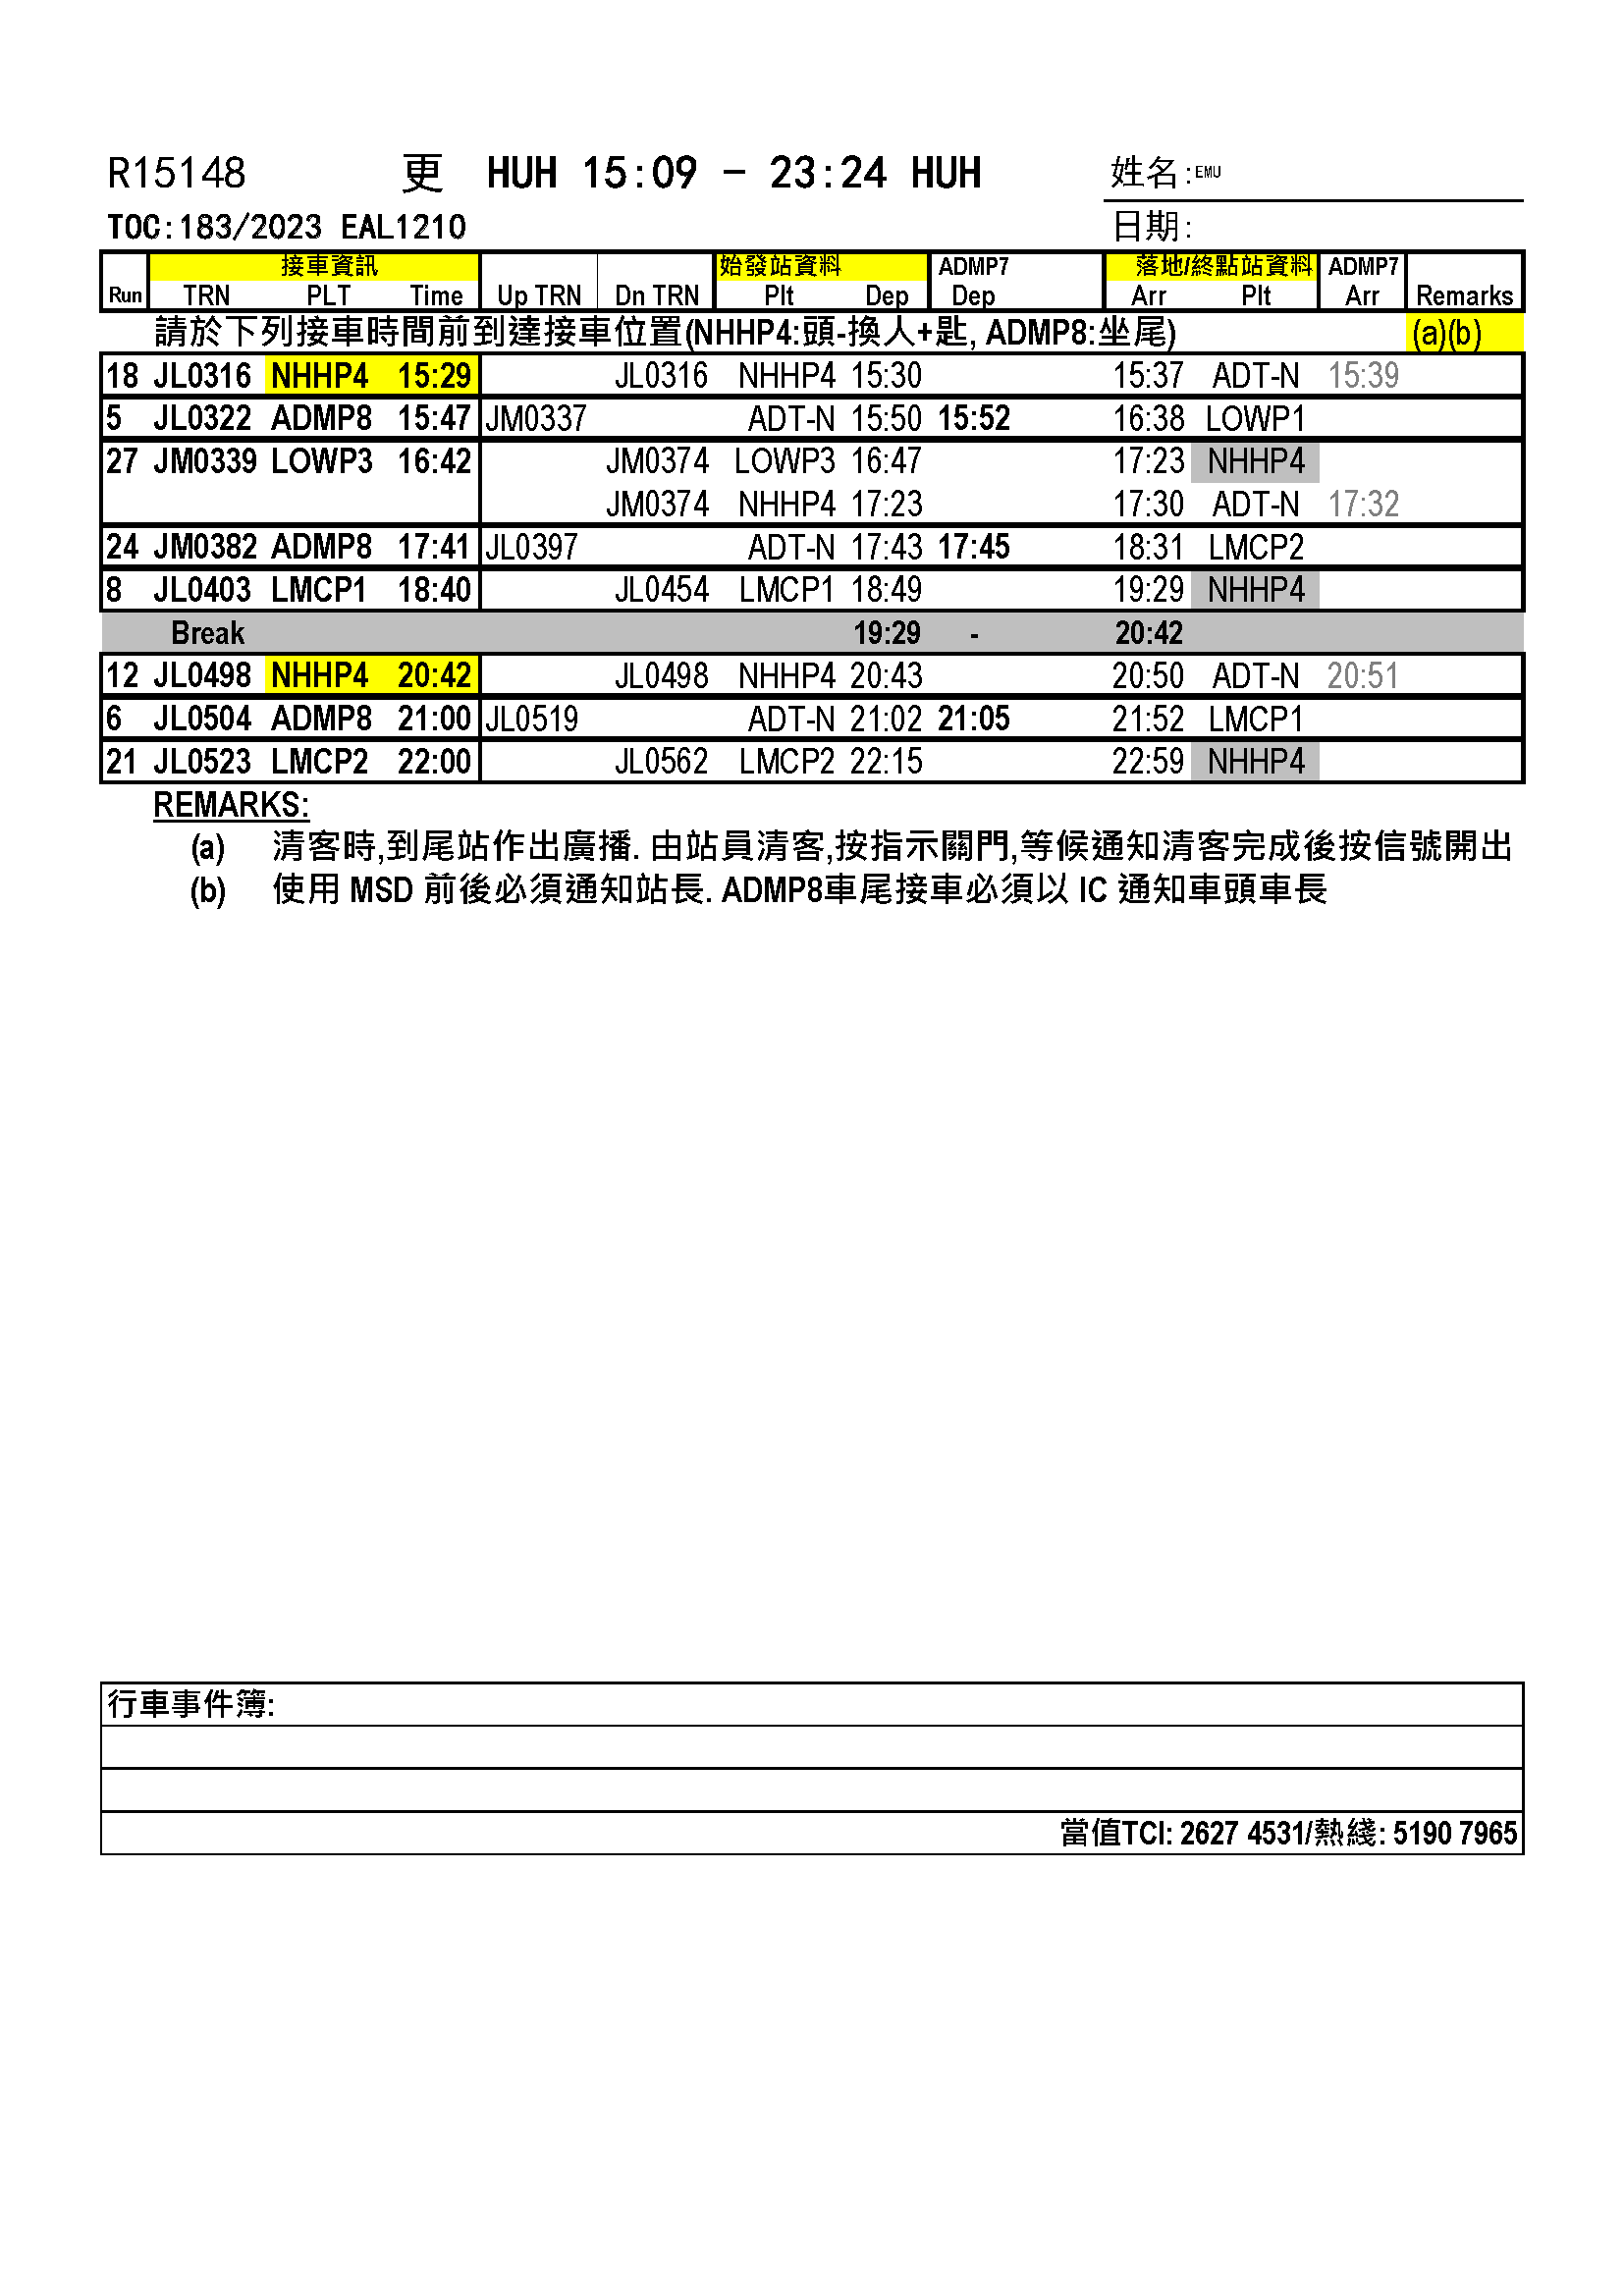 R15148 更 HUH 15:09 - 23:24 HUH 姓名:EMU
TOC:183/2023 EAL1210 日期:
接車資訊 始發站資料 ADMP7 落地/終點站資料 ADMP7
Run TRN PLT Time Up TRN Dn TRN Plt Dep Dep Arr Plt Arr Remarks
請於下列接車時間前到達接車位置(NHHP4:頭-換人+匙, ADMP8:坐尾) (a)(b)
18 JL0316 NHHP4 15:29 JL0316 NHHP4 15:30 15:37 ADT-N 15:39
5 JL0322 ADMP8 15:47 JM0337 ADT-N 15:50 15:52 16:38 LOWP1
27 JM0339 LOWP3 16:42 JM0374 LOWP3 16:47 17:23 NHHP4
JM0374 NHHP4 17:23 17:30 ADT-N 17:32
24 JM0382 ADMP8 17:41 JL0397 ADT-N 17:43 17:45 18:31 LMCP2
8 JL0403 LMCP1 18:40 JL0454 LMCP1 18:49 19:29 NHHP4
Break 19:29 - 20:42
12 JL0498 NHHP4 20:42 JL0498 NHHP4 20:43 20:50 ADT-N 20:51
6 JL0504 ADMP8 21:00 JL0519 ADT-N 21:02 21:05 21:52 LMCP1
21 JL0523 LMCP2 22:00 JL0562 LMCP2 22:15 22:59 NHHP4
REMARKS:
(a) 清客時,到尾站作出廣播. 由站員清客,按指示關門,等候通知清客完成後按信號開出
(b) 使用 MSD 前後必須通知站長. ADMP8車尾接車必須以 IC 通知車頭車長
行車事件簿:
當值TCI: 2627 4531/熱綫: 5190 7965